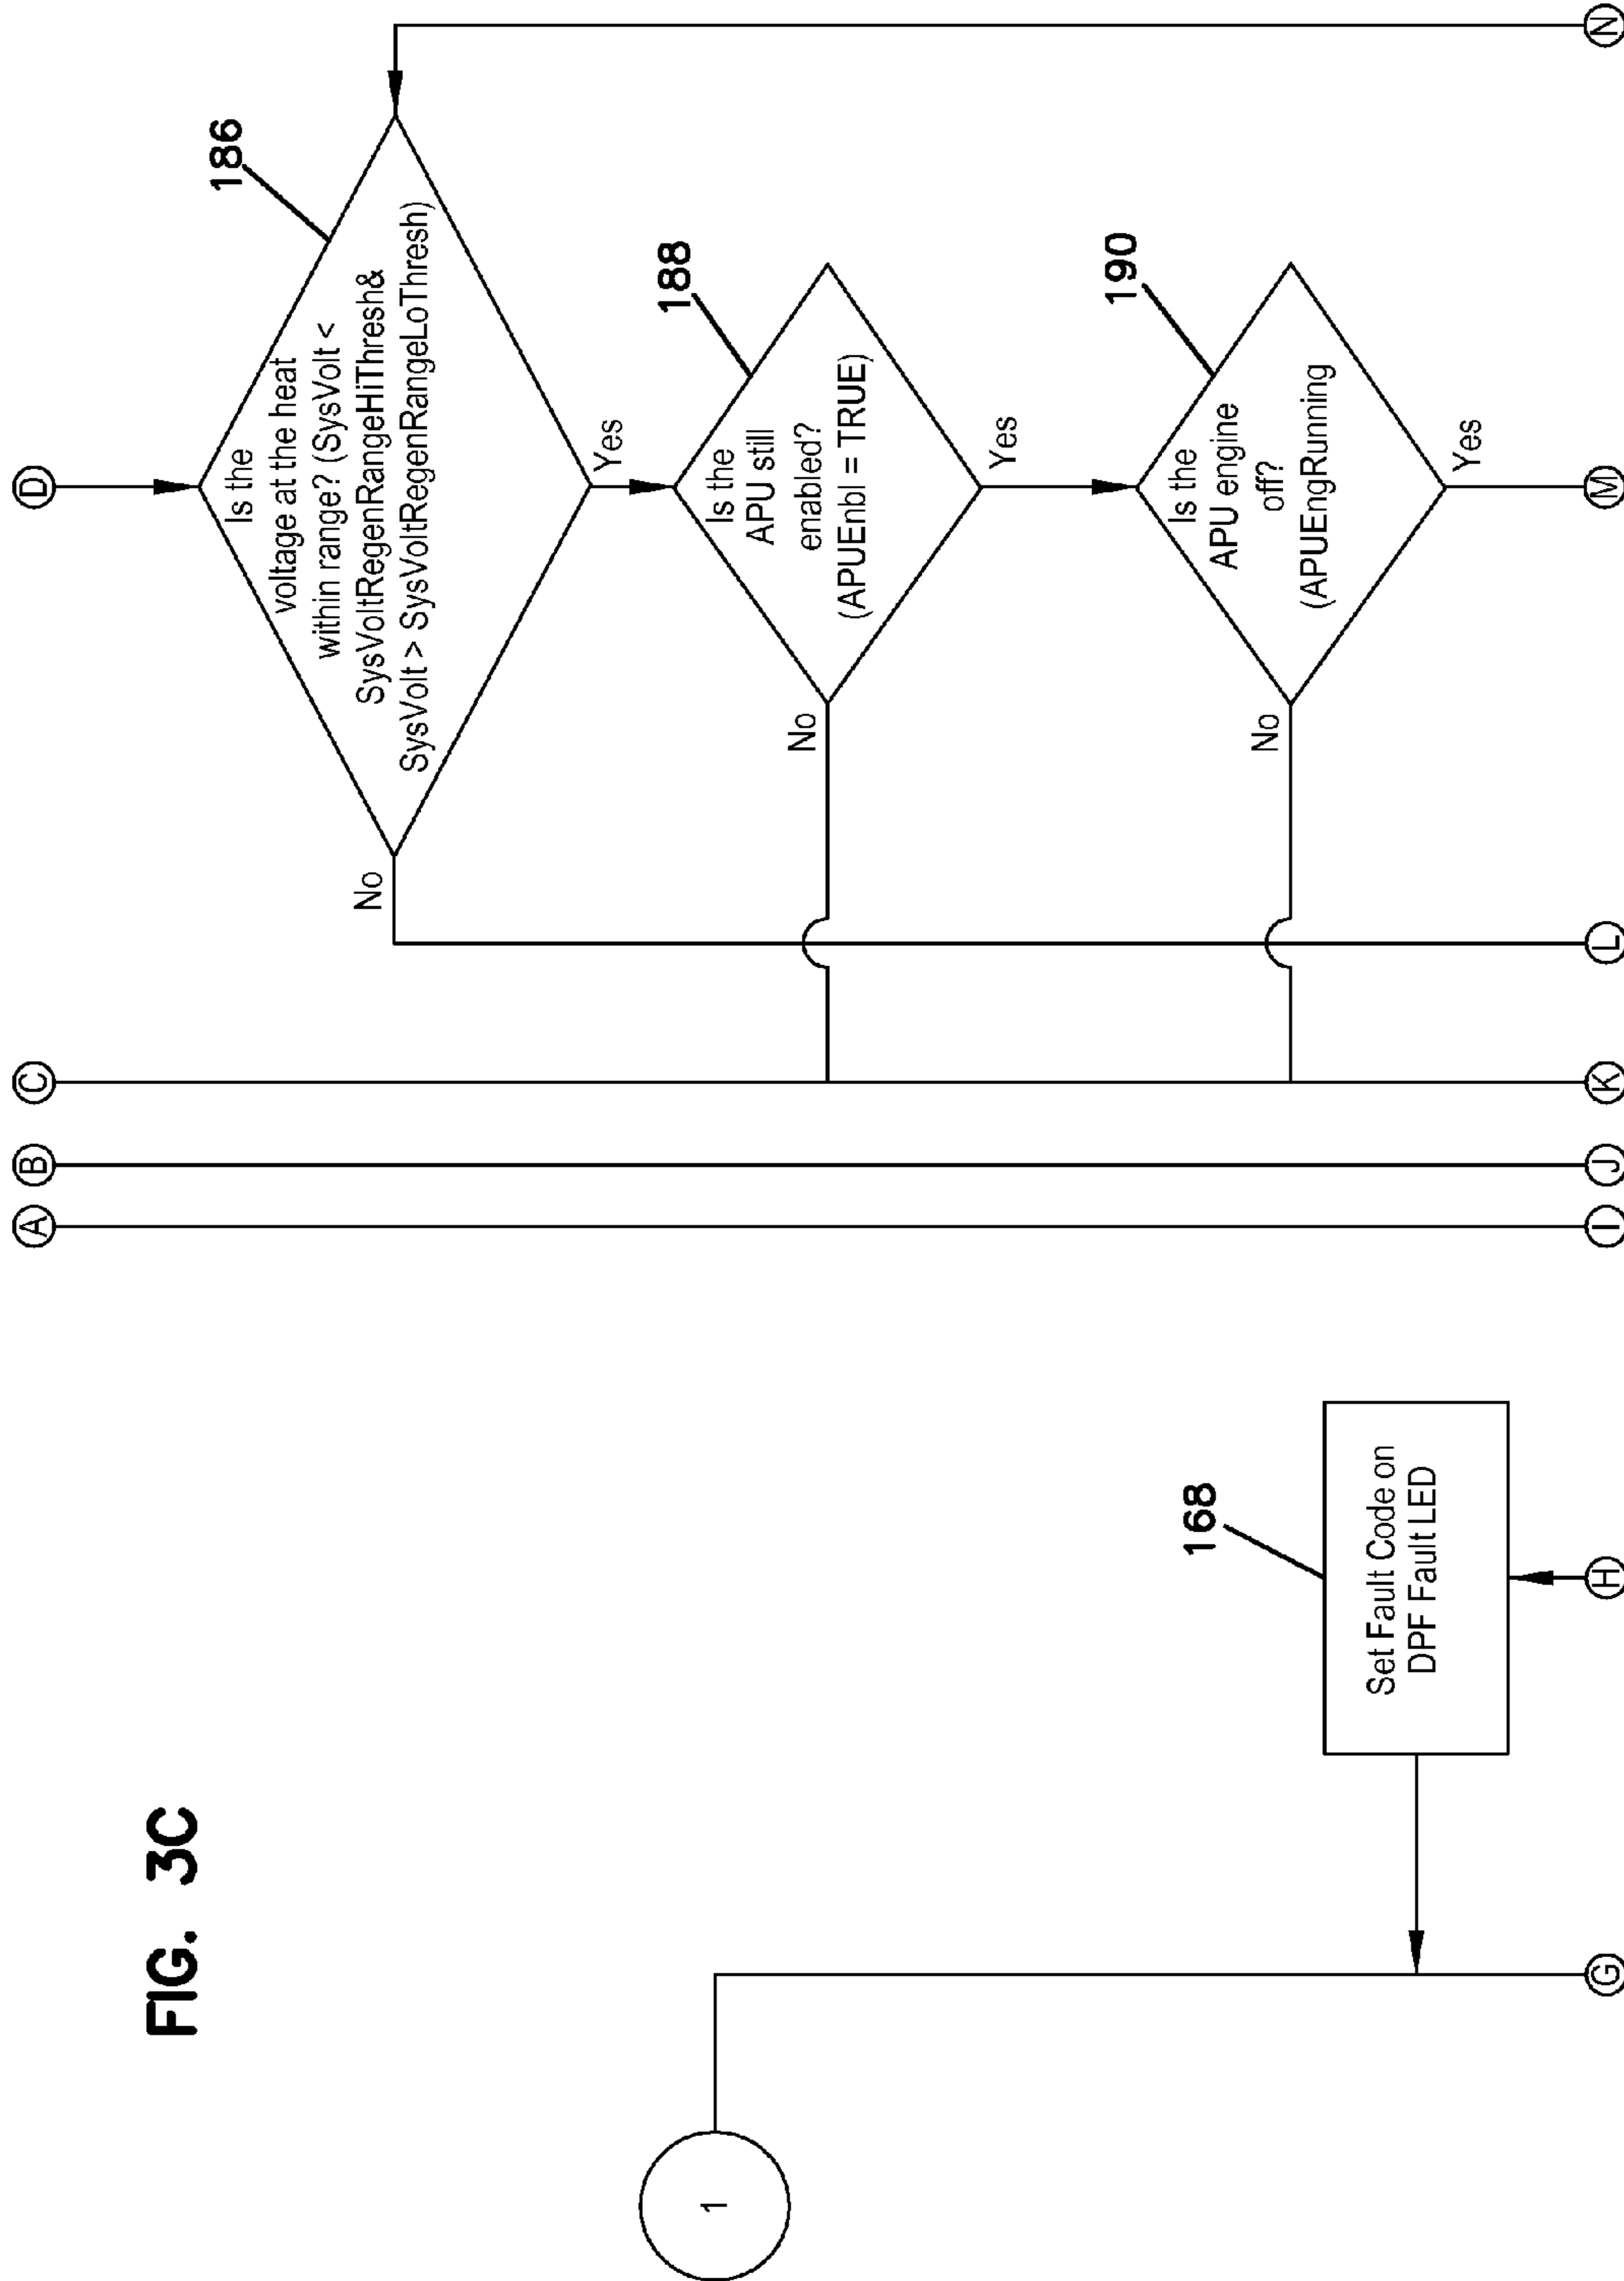 FIG. 3C
A
B
C
D
186
Is the
voltage at the heat
within range? (SysVolt <
SysVoltRegenRangeHiThresh&
SysVolt > SysVoltRegenRangeLoThresh)
No
Yes
188
Is the
APU still
enabled?
(APUEnbl = TRUE)
No
Yes
190
Is the
APU engine
off?
(APUEngRunning
No
Yes
1
168
Set Fault Code on
DPF Fault LED
G
H
I
J
K
L
M
N